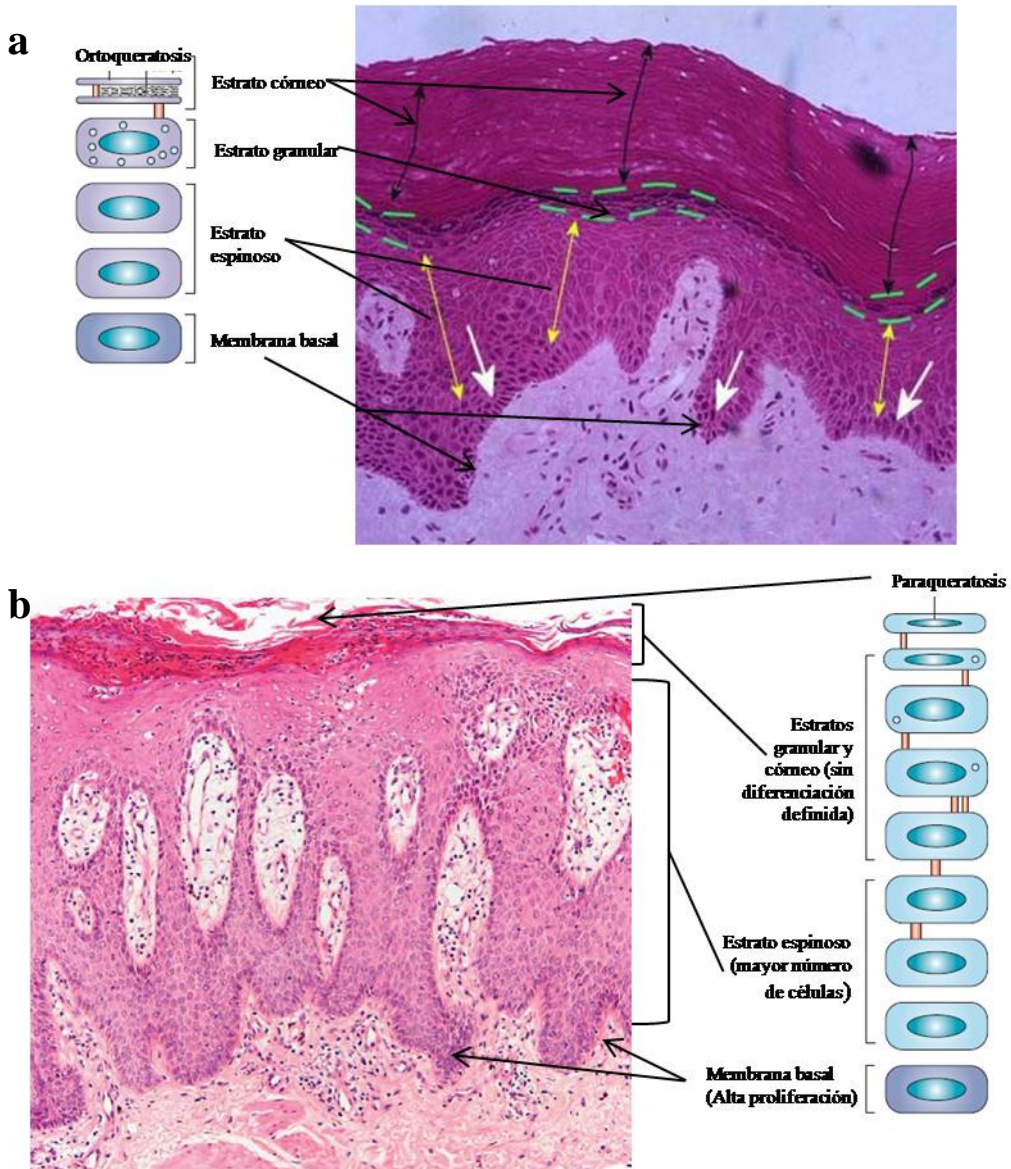 a
Ortoqueratosis
Estrato córneo
Estrato granular
Estrato
espinoso
Membrana basal
b
Paraqueratosis
Estratos
granular y
córneo (sin
diferenciación
definida)
Estrato espinoso
(mayor número
de células)
Membrana basal
(Alta proliferación)